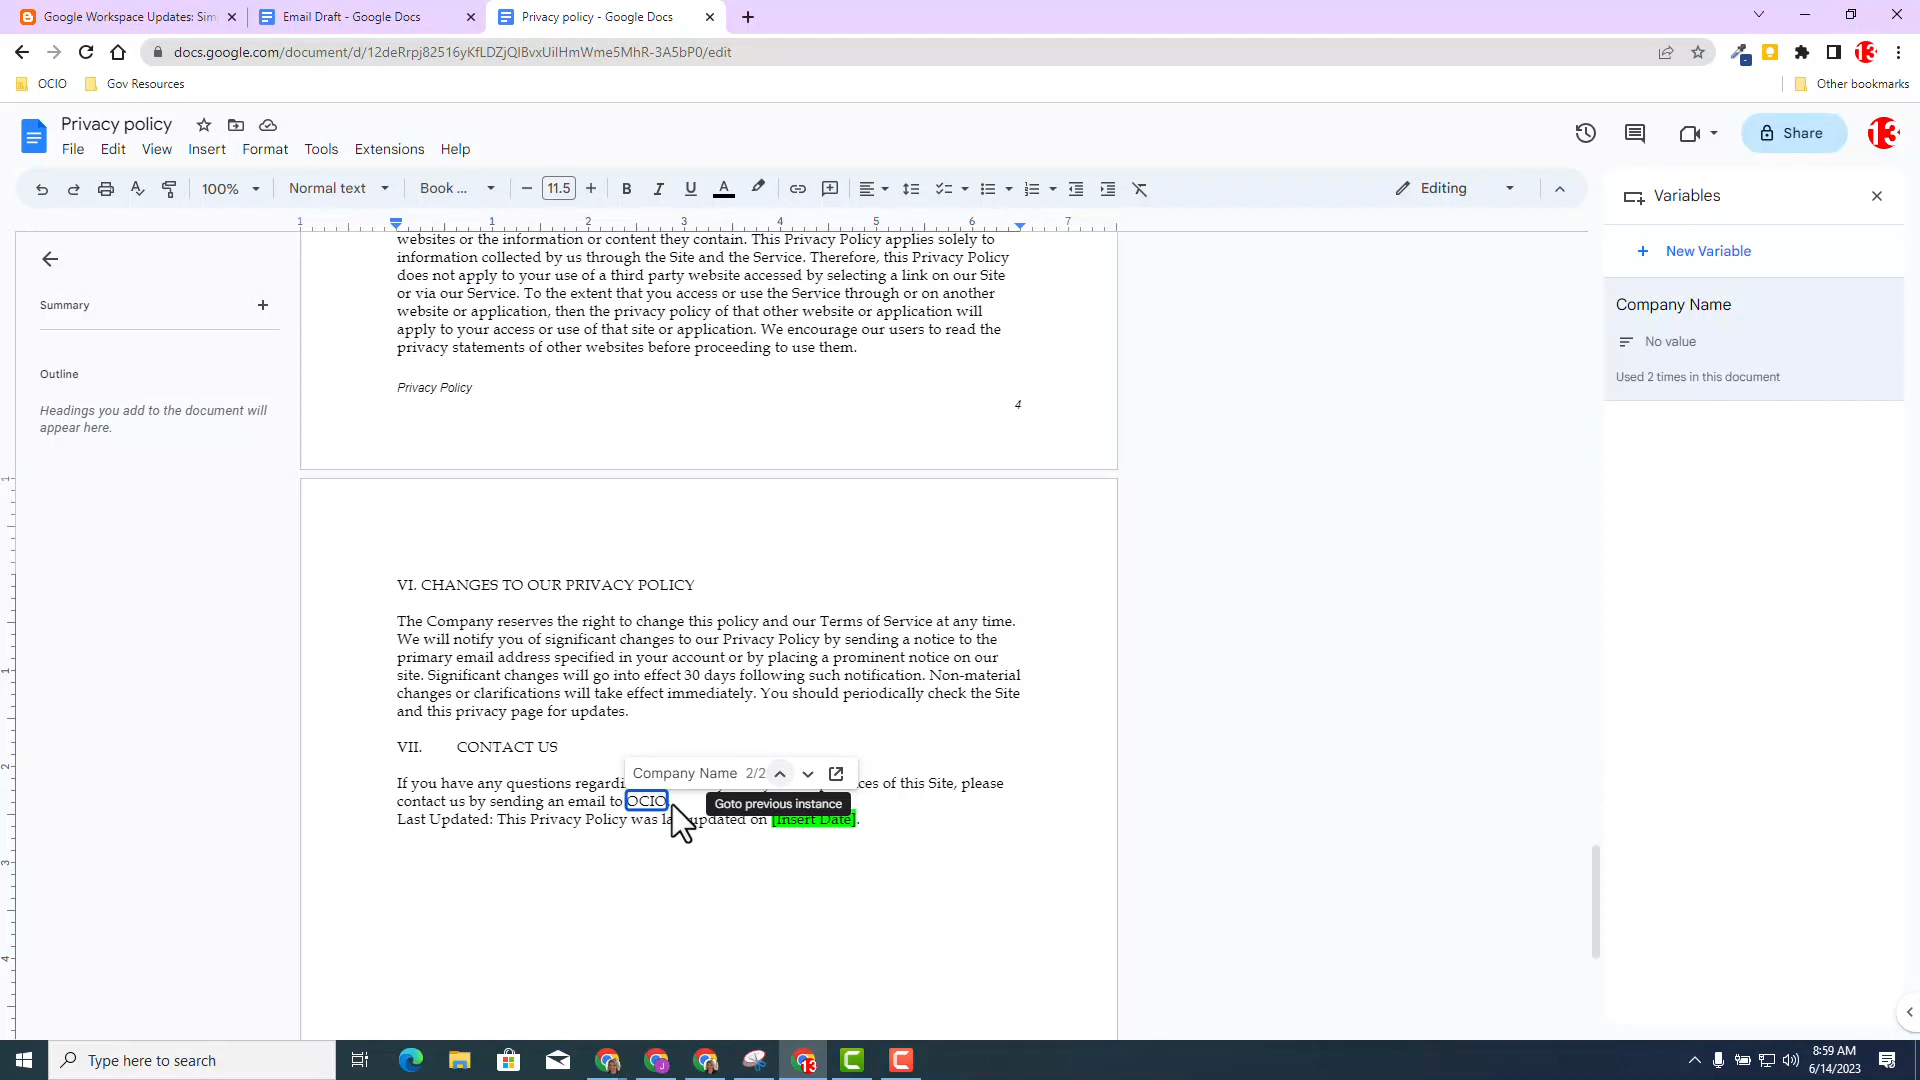 Google Workspace Updates: Sim
Email Draft - Google Docs
Privacy policy - Google Docs
docs.google.com/document/d/12deRrpj82516yKfLDZjQIBvxUilHmWme5MhR-3A5bP0/edit
OCIO
Gov Resources
Other bookmarks
Privacy policy
File Edit View Insert Format Tools Extensions Help
Share
13
100%
Normal text
Book ...
11.5
Editing
1 1 2 3 4 5 6 7
Variables
New Variable
Company Name
No value
Used 2 times in this document
Summary
Outline
Headings you add to the document will
appear here.
websites or the information or content they contain. This Privacy Policy applies solely to
information collected by us through the Site and the Service. Therefore, this Privacy Policy
does not apply to your use of a third party website accessed by selecting a link on our Site
or via our Service. To the extent that you access or use the Service through or on another
website or application, then the privacy policy of that other website or application will
apply to your access or use of that site or application. We encourage our users to read the
privacy statements of other websites before proceeding to use them.
Privacy Policy
4
VI. CHANGES TO OUR PRIVACY POLICY
The Company reserves the right to change this policy and our Terms of Service at any time.
We will notify you of significant changes to our Privacy Policy by sending a notice to the
primary email address specified in your account or by placing a prominent notice on our
site. Significant changes will go into effect 30 days following such notification. Non-material
changes or clarifications will take effect immediately. You should periodically check the Site
and this privacy page for updates.
VII. CONTACT US
Company Name 2/2
If you have any questions regardi ces of this Site, please
contact us by sending an email to OCIO
Goto previous instance
Last Updated: This Privacy Policy was la updated on [Insert Date].
Type here to search
8:59 AM
6/14/2023